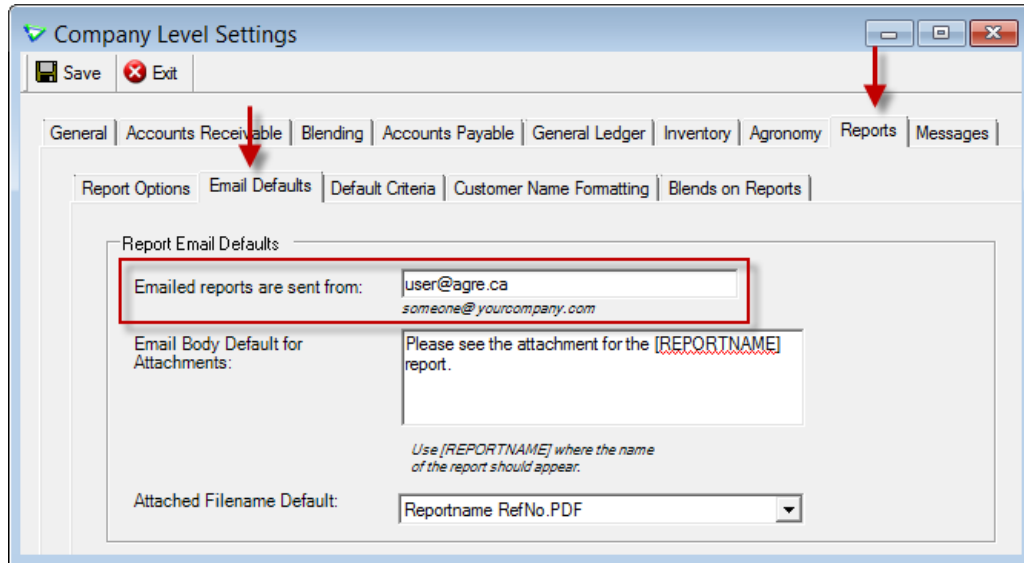 Company Level Settings
Save Exit
General Accounts Receivable Blending Accounts Payable General Ledger Inventory Agronomy Reports Messages
Report Options Email Defaults Default Criteria Customer Name Formatting Blends on Reports
Report Email Defaults
Emailed reports are sent from: user@agre.ca
someone@yourcompany.com
Email Body Default for Attachments: Please see the attachment for the [REPORTNAME]
report.
Use [REPORTNAME] where the name
of the report should appear.
Attached Filename Default: Reportname RefNo.PDF